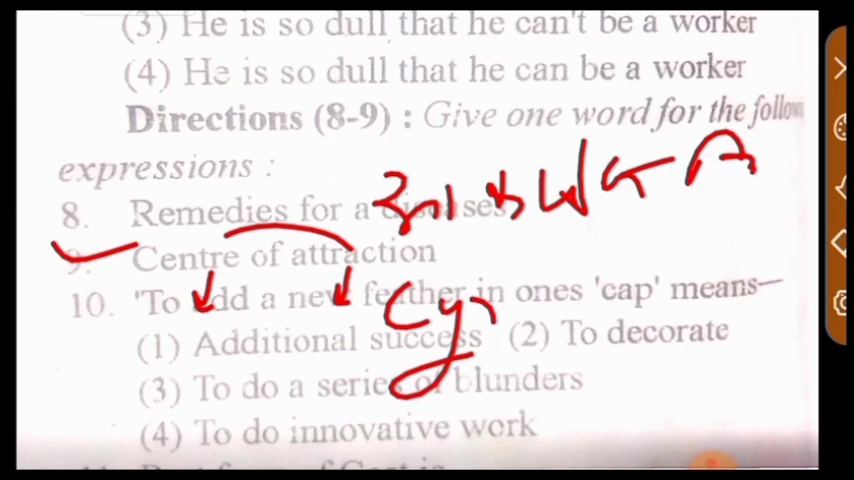 (3) He is so dull that he can't be a worker
(4) He is so dull that he can be a worker
Directions (8-9) : Give one word for the follow
expressions :
8. Remedies for a diseases
9. Centre of attraction
10. 'To add a new feather in ones 'cap' means—
(1) Additional success (2) To decorate
(3) To do a series of blunders
(4) To do innovative work